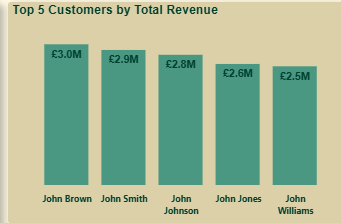 Top 5 Customers by Total Revenue
£3.0M
£2.9M
£2.8M
£2.6M
£2.5M
John Brown
John Smith
John
Johnson
John Jones
John
Williams